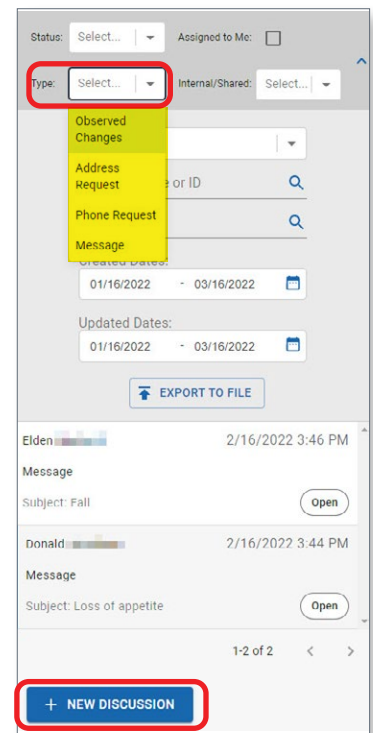 Status: Select... Assigned to Me:
Type: Select... Internal/Shared: Select...
Observed
Changes
Address
Request
e or ID
Phone Request
Message
Created Dates:
01/16/2022 - 03/16/2022
Updated Dates:
01/16/2022 - 03/16/2022
EXPORT TO FILE
Elden 2/16/2022 3:46 PM
Message
Subject: Fall Open
Donald 2/16/2022 3:44 PM
Message
Subject: Loss of appetite Open
1-2 of 2 < >
+ NEW DISCUSSION